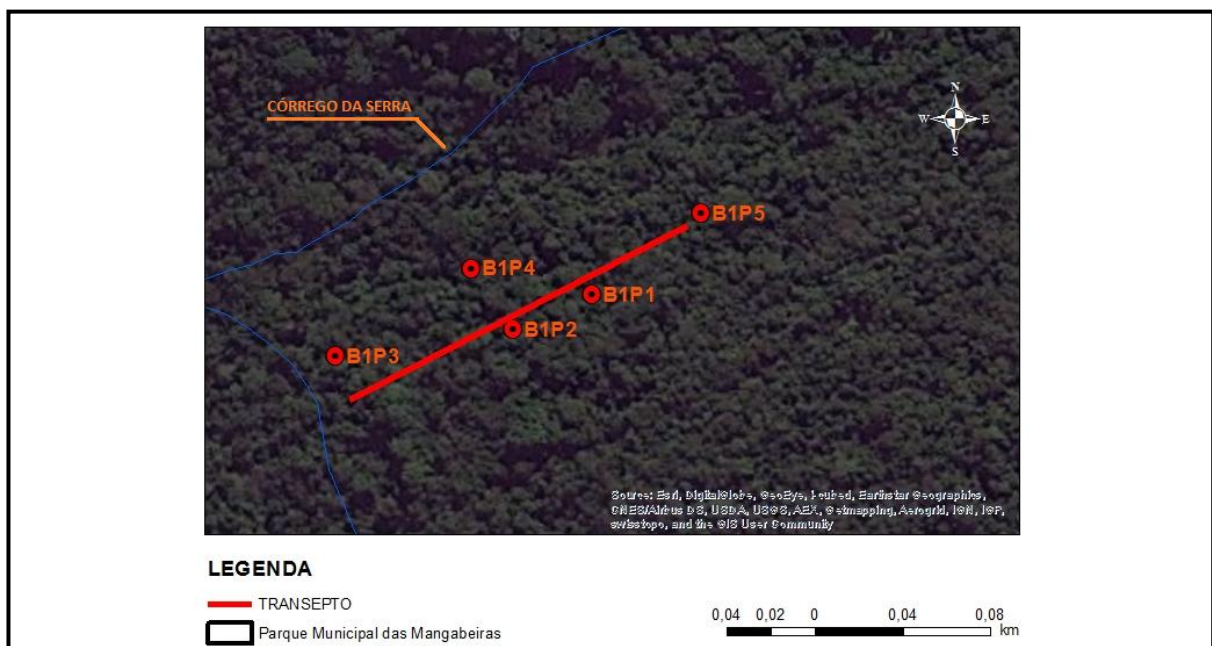 CÓRREGO DA SERRA
N
W E
S
B1P5
B1P4
B1P1
B1P2
B1P3
Source: Esri, DigitalGlobe, GeoEye, i-cubed, Earthstar Geographics,
CNES/Airbus DS, USDA, USGS, AEX, Getmapping, Aerogrid, IGN, IGP,
swisstopo, and the GIS User Community
LEGENDA
TRANSEPTO
Parque Municipal das Mangabeiras
0,04 0,02 0 0,04 0,08
km